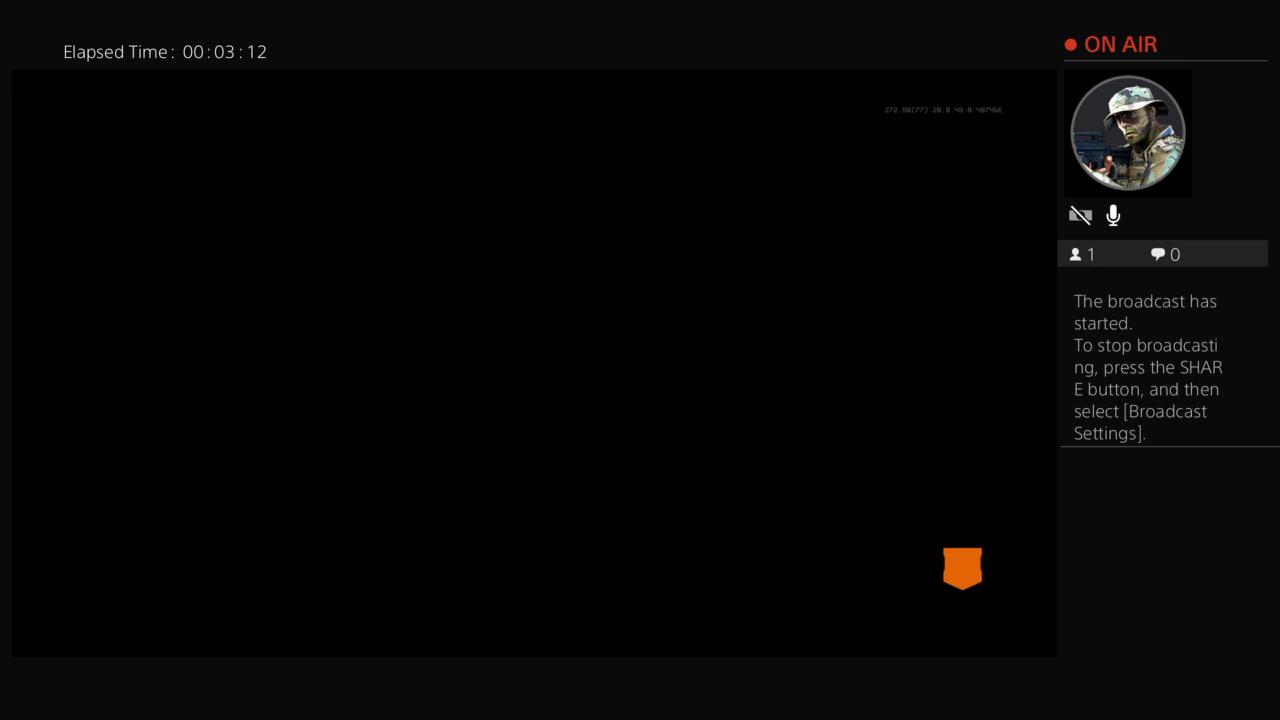 Elapsed Time: 00:03:12
ON AIR
1 0
The broadcast has
started.
To stop broadcasti
ng, press the SHAR
E button, and then
select [Broadcast
Settings].